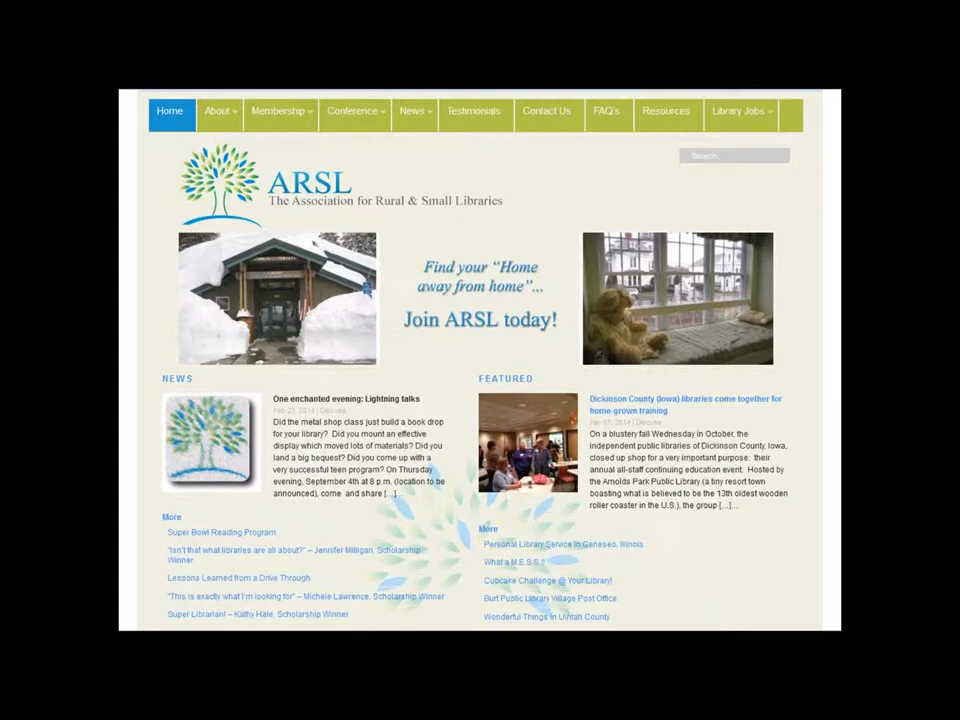 Home
About
Membership
Conference
News
Testimonials
Contact Us
FAQ's
Resources
Library Jobs
Search
ARSL
The Association for Rural & Small Libraries
Find your “Home
away from home”...
Join ARSL today!
NEWS
One enchanted evening: Lightning talks
Feb 23, 2014 | Discuss
Did the metal shop class just build a book drop
for your library? Did you mount an effective
display which moved lots of materials? Did you
land a big bequest? Did you come up with a
very successful teen program? On Thursday
evening, September 4th at 8 p.m. (location to be
announced), come and share [...]...
More
Super Bowl Reading Program
"Isn't that what libraries are all about?" – Jennifer Milligan, Scholarship
Winner
Lessons Learned from a Drive Through
"This is exactly what I'm looking for" – Michele Lawrence, Scholarship Winner
Super Librarian! – Kathy Hale, Scholarship Winner
FEATURED
Dickinson County (Iowa) libraries come together for
home-grown training
Jan 07, 2014 | Discuss
On a blustery fall Wednesday in October, the
independent public libraries of Dickinson County, Iowa,
closed up shop for a very important purpose: their
annual all-staff continuing education event. Hosted by
the Arnolds Park Public Library (a tiny resort town
boasting what is believed to be the 13th oldest wooden
roller coaster in the U.S.), the group [...]...
More
Personal Library Service in Geneseo, Illinois
What a M.E.S.S.!!
Cupcake Challenge @ Your Library!
Burt Public Library Village Post Office
Wonderful Things in Uintah County